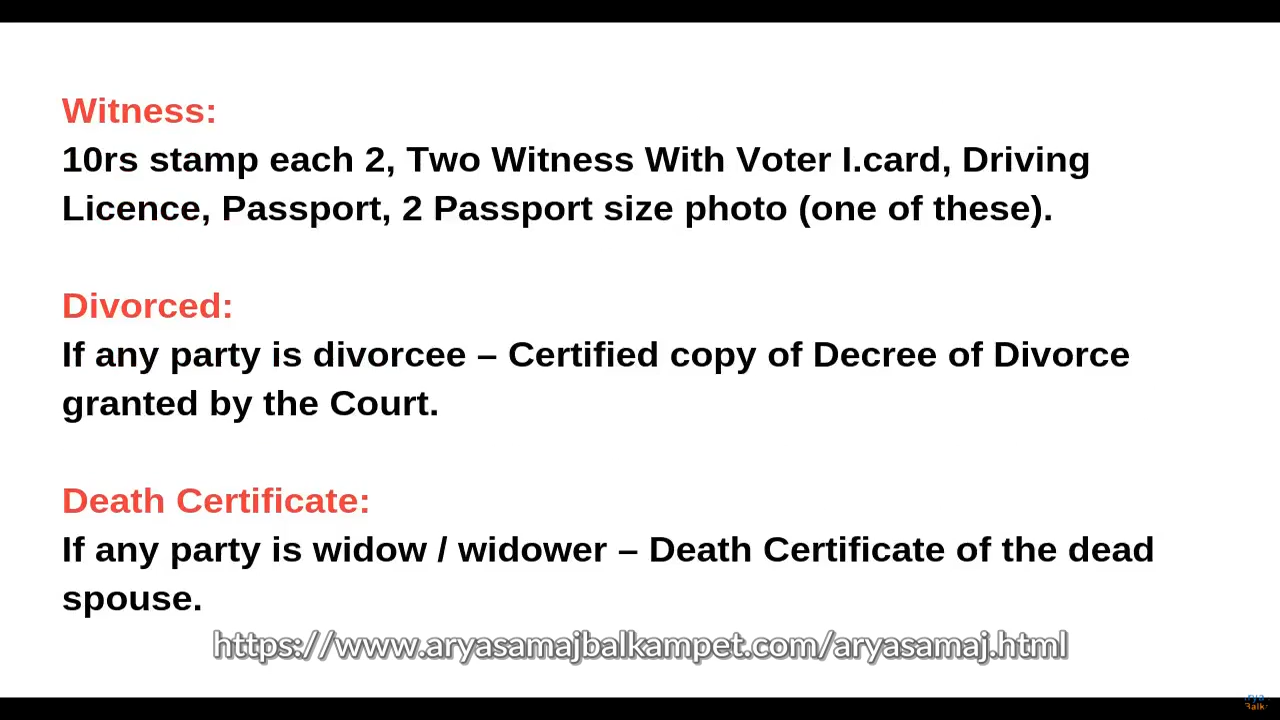 Witness:
10rs stamp each 2, Two Witness With Voter I.card, Driving
Licence, Passport, 2 Passport size photo (one of these).
Divorced:
If any party is divorcee – Certified copy of Decree of Divorce
granted by the Court.
Death Certificate:
If any party is widow / widower – Death Certificate of the dead
spouse.
https://www.aryasamajbalkampet.com/aryasamaj.html